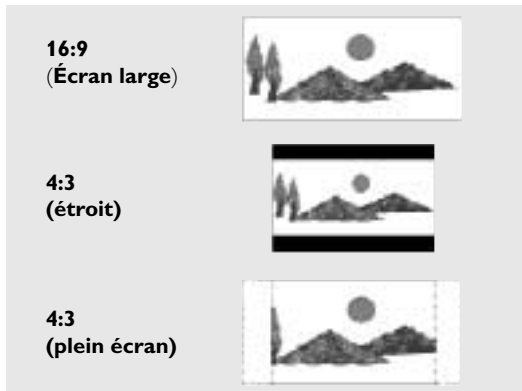 16:9
(Écran large)
4:3
(étroit)
4:3
(plein écran)